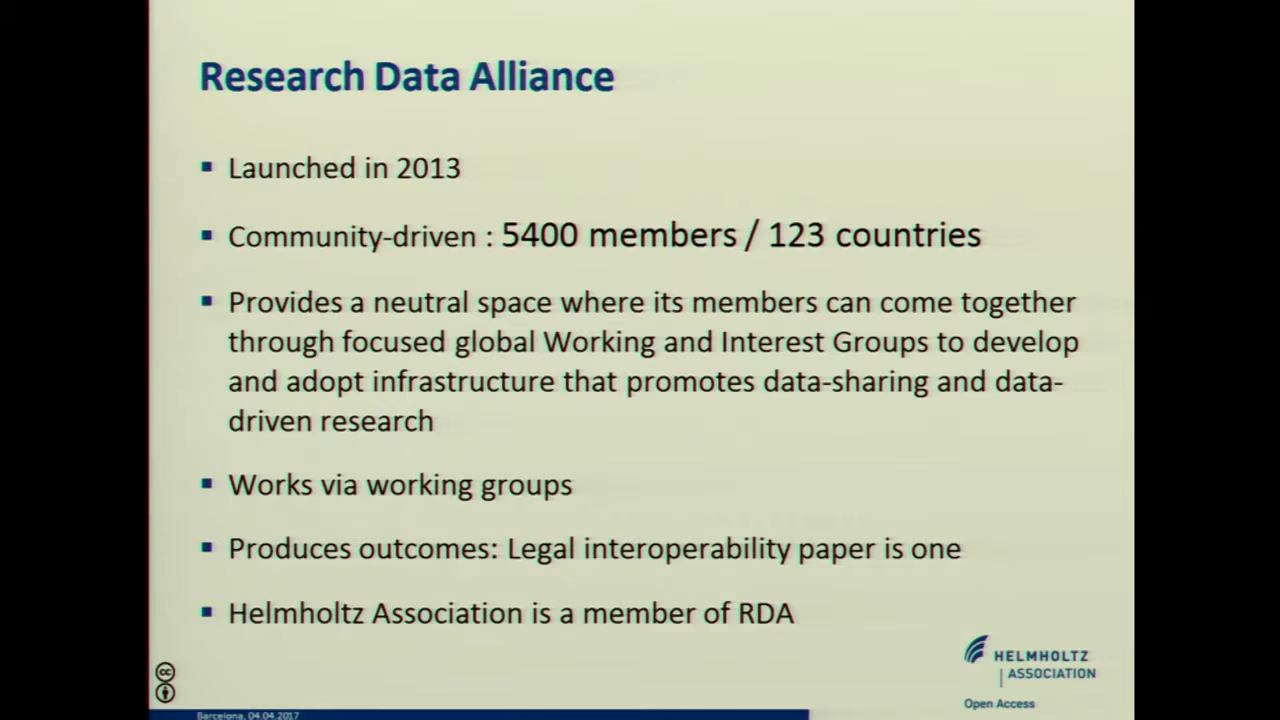 Research Data Alliance
Launched in 2013
Community-driven : 5400 members / 123 countries
Provides a neutral space where its members can come together
through focused global Working and Interest Groups to develop
and adopt infrastructure that promotes data-sharing and data-
driven research
Works via working groups
Produces outcomes: Legal interoperability paper is one
Helmholtz Association is a member of RDA
HELMHOLTZ
ASSOCIATION
Open Access
cc
Barcelona, 04.04.2017